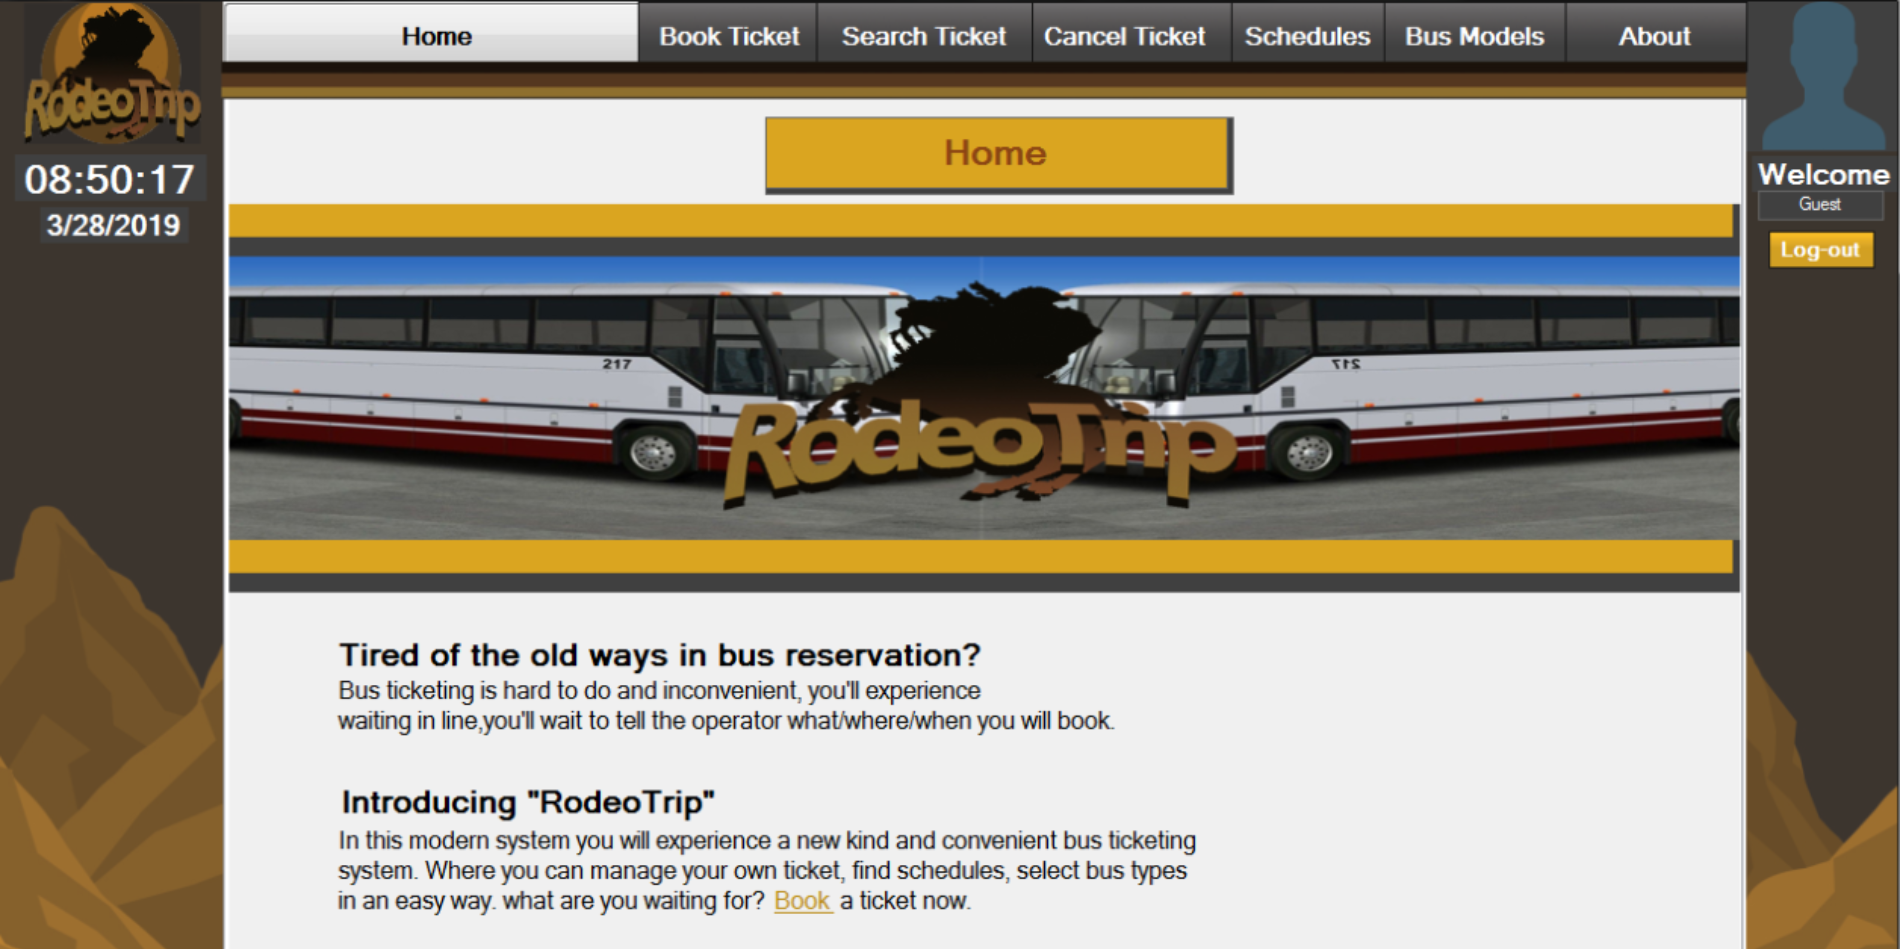 RodeoTrip
08:50:17
3/28/2019
Home
Book Ticket
Search Ticket
Cancel Ticket
Schedules
Bus Models
About
Welcome
Guest
Log-out
Home
217
217
RodeoTrip
Tired of the old ways in bus reservation?
Bus ticketing is hard to do and inconvenient, you'll experience
waiting in line,you'll wait to tell the operator what/where/when you will book.
Introducing "RodeoTrip"
In this modern system you will experience a new kind and convenient bus ticketing
system. Where you can manage your own ticket, find schedules, select bus types
in an easy way. what are you waiting for? Book a ticket now.